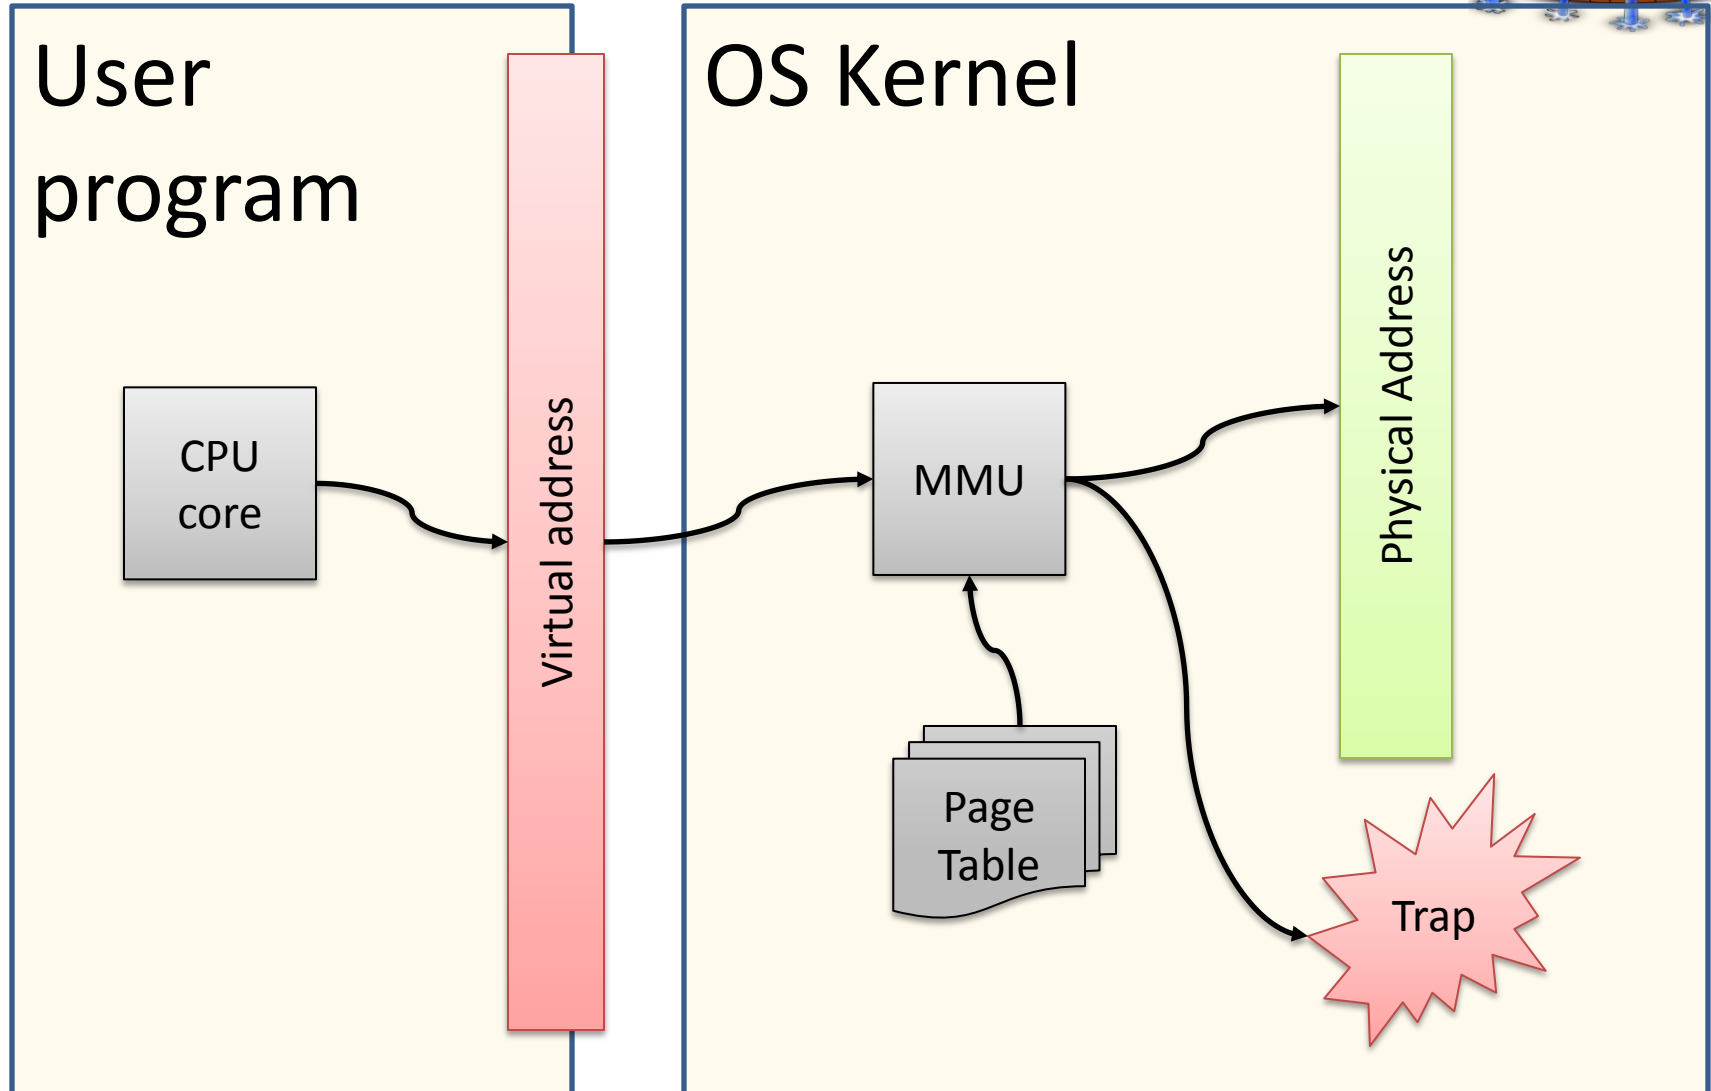 User
program
OS Kernel
CPU
core
Virtual address
MMU
Page
Table
Physical Address
Trap